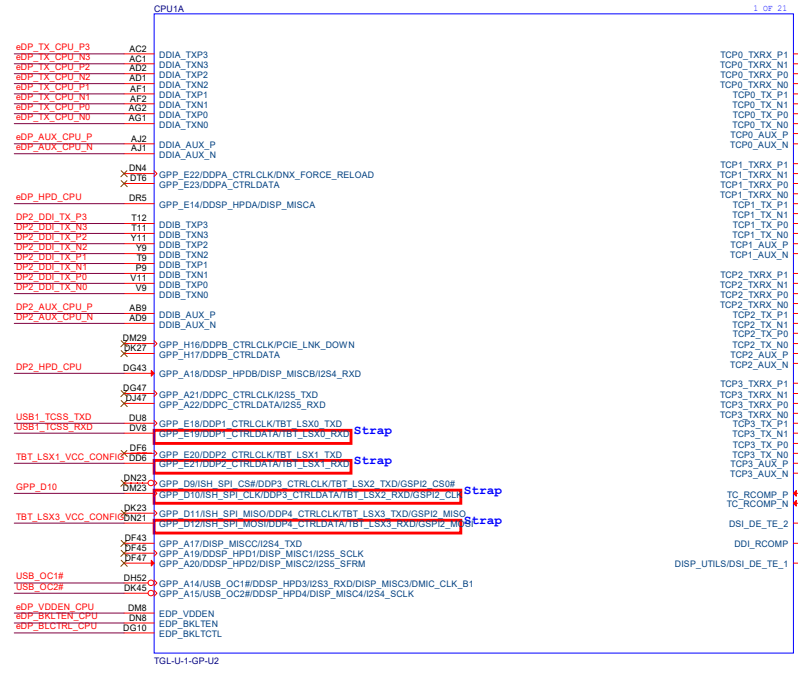 CPU1A 1 OF 21
eDP_TX_CPU_P3 AC2 DDIA_TXP3 TCP0_TXRX_P1
eDP_TX_CPU_N3 AC1 DDIA_TXN3 TCP0_TXRX_N1
eDP_TX_CPU_P2 AD2 DDIA_TXP2 TCP0_TXRX_P0
eDP_TX_CPU_N2 AD1 DDIA_TXN2 TCP0_TXRX_N0
eDP_TX_CPU_P1 AF1 DDIA_TXP1 TCP0_TX_P1
eDP_TX_CPU_N1 AF2 DDIA_TXN1 TCP0_TX_N1
eDP_TX_CPU_P0 AG2 DDIA_TXP0 TCP0_TX_P0
eDP_TX_CPU_N0 AG1 DDIA_TXN0 TCP0_TX_N0
TCP0_AUX_P
eDP_AUX_CPU_P AJ2 DDIA_AUX_P TCP0_AUX_N
eDP_AUX_CPU_N AJ1 DDIA_AUX_N
TCP1_TXRX_P1
DN4 GPP_E22/DDPA_CTRLCLK/DNX_FORCE_RELOAD TCP1_TXRX_N1
DT6 GPP_E23/DDPA_CTRLDATA TCP1_TXRX_P0
TCP1_TXRX_N0
eDP_HPD_CPU DR5 GPP_E14/DDSP_HPDA/DISP_MISCA TCP1_TX_P1
TCP1_TX_N1
DP2_DDI_TX_P3 T12 DDIB_TXP3 TCP1_TX_P0
DP2_DDI_TX_N3 T11 DDIB_TXN3 TCP1_TX_N0
DP2_DDI_TX_P2 Y11 DDIB_TXP2 TCP1_AUX_P
DP2_DDI_TX_N2 Y9 DDIB_TXN2 TCP1_AUX_N
DP2_DDI_TX_P1 T9 DDIB_TXP1
DP2_DDI_TX_N1 P9 DDIB_TXN1 TCP2_TXRX_P1
DP2_DDI_TX_P0 V11 DDIB_TXP0 TCP2_TXRX_N1
DP2_DDI_TX_N0 V9 DDIB_TXN0 TCP2_TXRX_P0
TCP2_TXRX_N0
DP2_AUX_CPU_P AB9 DDIB_AUX_P TCP2_TX_P1
DP2_AUX_CPU_N AD9 DDIB_AUX_N TCP2_TX_N1
TCP2_TX_P0
DM29 GPP_H16/DDPB_CTRLCLK/PCIE_LNK_DOWN TCP2_TX_N0
DK27 GPP_H17/DDPB_CTRLDATA TCP2_AUX_P
TCP2_AUX_N
DP2_HPD_CPU DG43 GPP_A18/DDSP_HPDB/DISP_MISCB/I2S4_RXD
TCP3_TXRX_P1
DG47 GPP_A21/DDPC_CTRLCLK/I2S5_TXD TCP3_TXRX_N1
DJ47 GPP_A22/DDPC_CTRLDATA/I2S5_RXD TCP3_TXRX_P0
TCP3_TXRX_N0
USB1_TCSS_TXD DU8 GPP_E18/DDP1_CTRLCLK/TBT_LSX0_TXD TCP3_TX_P1
USB1_TCSS_RXD DV8 GPP_E19/DDP1_CTRLDATA/TBT_LSX0_RXD Strap TCP3_TX_N1
TCP3_TX_P0
DF6 GPP_E20/DDP2_CTRLCLK/TBT_LSX1_TXD TCP3_TX_N0
TBT_LSX1_VCC_CONFIG DD6 GPP_E21/DDP2_CTRLDATA/TBT_LSX1_RXD Strap TCP3_AUX_P
TCP3_AUX_N
DN23 GPP_D9/ISH_SPI_CS#/DDP3_CTRLCLK/TBT_LSX2_TXD/GSPI2_CS0#
GPP_D10 DM23 GPP_D10/ISH_SPI_CLK/DDP3_CTRLDATA/TBT_LSX2_RXD/GSPI2_CLK Strap TC_RCOMP_P
TC_RCOMP_N
DK23 GPP_D11/ISH_SPI_MISO/DDP4_CTRLCLK/TBT_LSX3_TXD/GSPI2_MISO
TBT_LSX3_VCC_CONFIG DN21 GPP_D12/ISH_SPI_MOSI/DDP4_CTRLDATA/TBT_LSX3_RXD/GSPI2_MOSI Strap DSI_DE_TE_2
DF43 GPP_A17/DISP_MISCC/I2S4_TXD DDI_RCOMP
DF45 GPP_A19/DDSP_HPD1/DISP_MISC1/I2S5_SCLK
DF47 GPP_A20/DDSP_HPD2/DISP_MISC2/I2S5_SFRM DISP_UTILS/DSI_DE_TE_1
USB_OC1# DH52 GPP_A14/USB_OC1#/DDSP_HPD3/I2S3_RXD/DISP_MISC3/DMIC_CLK_B1
USB_OC2# DK45 GPP_A15/USB_OC2#/DDSP_HPD4/DISP_MISC4/I2S4_SCLK
eDP_VDDEN_CPU DM8 EDP_VDDEN
eDP_BKLTEN_CPU DN8 EDP_BKLTEN
eDP_BLCTRL_CPU DG10 EDP_BKLTCTL
TGL-U-1-GP-U2